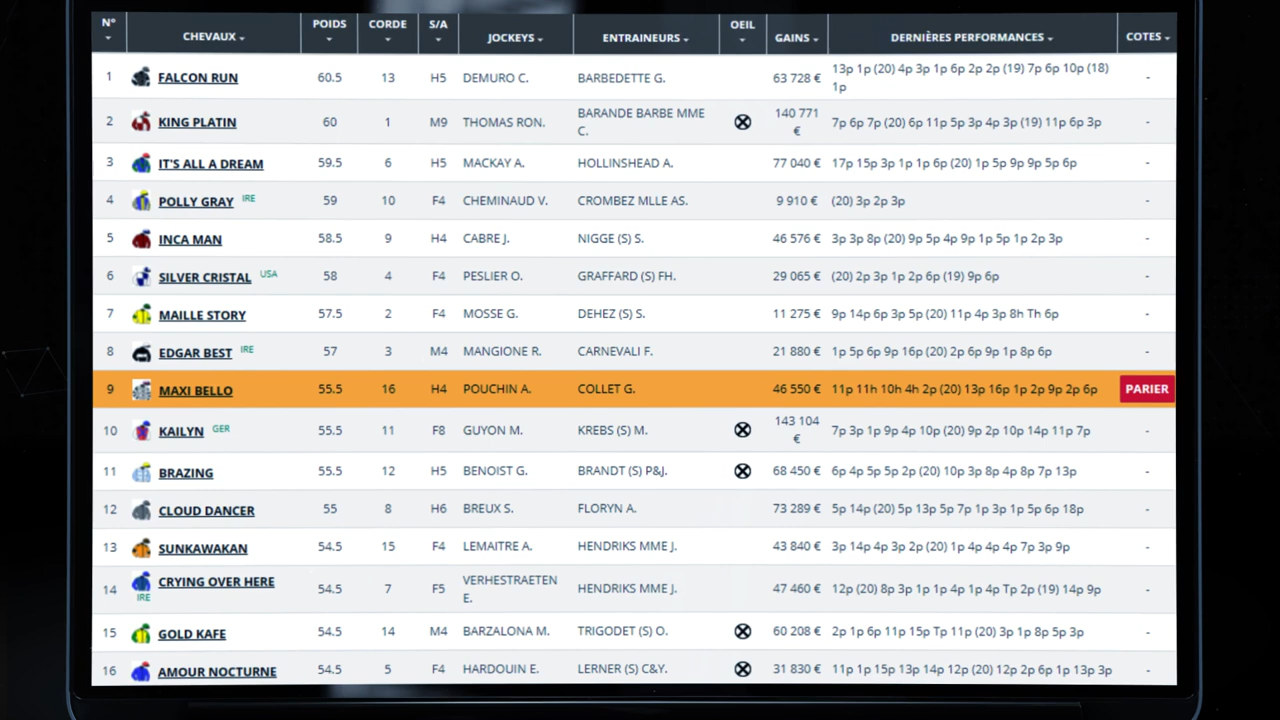 N° CHEVAUX POIDS CORDE S/A JOCKEYS ENTRAINEURS OEIL GAINS DERNIÈRES PERFORMANCES COTES
1 FALCON RUN 60.5 13 H5 DEMURO C. BARBEDETTE G. 63 728 € 13p 1p (20) 4p 3p 1p 6p 2p 2p (19) 7p 6p 10p (18) -
1p
2 KING PLATIN 60 1 M9 THOMAS RON. BARANDE BARBE MME 140 771 7p 6p 7p (20) 6p 11p 5p 3p 4p 3p (19) 11p 6p 3p -
C. €
3 IT'S ALL A DREAM 59.5 6 H5 MACKAY A. HOLLINSHEAD A. 77 040 € 17p 15p 3p 1p 1p 6p (20) 1p 5p 9p 9p 5p 6p -
4 POLLY GRAY IRE 59 10 F4 CHEMINAUD V. CROMBEZ MLLE AS. 9 910 € (20) 3p 2p 3p -
5 INCA MAN 58.5 9 H4 CABRE J. NIGGE (S) S. 46 576 € 3p 3p 8p (20) 9p 5p 4p 9p 1p 5p 1p 2p 3p -
6 SILVER CRISTAL USA 58 4 F4 PESLIER O. GRAFFARD (S) FH. 29 065 € (20) 2p 3p 1p 2p 6p (19) 9p 6p -
7 MAILLE STORY 57.5 2 F4 MOSSE G. DEHEZ (S) S. 11 275 € 9p 14p 6p 3p 5p (20) 11p 4p 3p 8h Th 6p -
8 EDGAR BEST IRE 57 3 M4 MANGIONE R. CARNEVALI F. 21 880 € 1p 5p 6p 9p 16p (20) 2p 6p 9p 1p 8p 6p -
9 MAXI BELLO 55.5 16 H4 POUCHIN A. COLLET G. 46 550 € 11p 11h 10h 4h 2p (20) 13p 16p 1p 2p 9p 2p 6p PARIER
10 KAILYN GER 55.5 11 F8 GUYON M. KREBS (S) M. 143 104 7p 3p 1p 9p 4p 10p (20) 9p 2p 10p 14p 11p 7p -
€
11 BRAZING 55.5 12 H5 BENOIST G. BRANDT (S) P&J. 68 450 € 6p 4p 5p 5p 2p (20) 10p 3p 8p 4p 8p 7p 13p -
12 CLOUD DANCER 55 8 H6 BREUX S. FLORYN A. 73 289 € 5p 14p (20) 5p 13p 5p 7p 1p 3p 1p 5p 6p 18p -
13 SUNKAWAKAN 54.5 15 F4 LEMAITRE A. HENDRIKS MME J. 43 840 € 3p 14p 4p 3p 2p (20) 1p 4p 4p 4p 7p 3p 9p -
14 CRYING OVER HERE 54.5 7 F5 VERHESTRAETEN HENDRIKS MME J. 47 460 € 12p (20) 8p 3p 1p 1p 4p 1p 4p Tp 2p (19) 14p 9p -
IRE E.
15 GOLD KAFE 54.5 14 M4 BARZALONA M. TRIGODET (S) O. 60 208 € 2p 1p 6p 11p 15p Tp 11p (20) 3p 1p 8p 5p 3p -
16 AMOUR NOCTURNE 54.5 5 F4 HARDOUIN E. LERNER (S) C&Y. 31 830 € 11p 1p 15p 13p 14p 12p (20) 12p 2p 6p 1p 13p 3p -